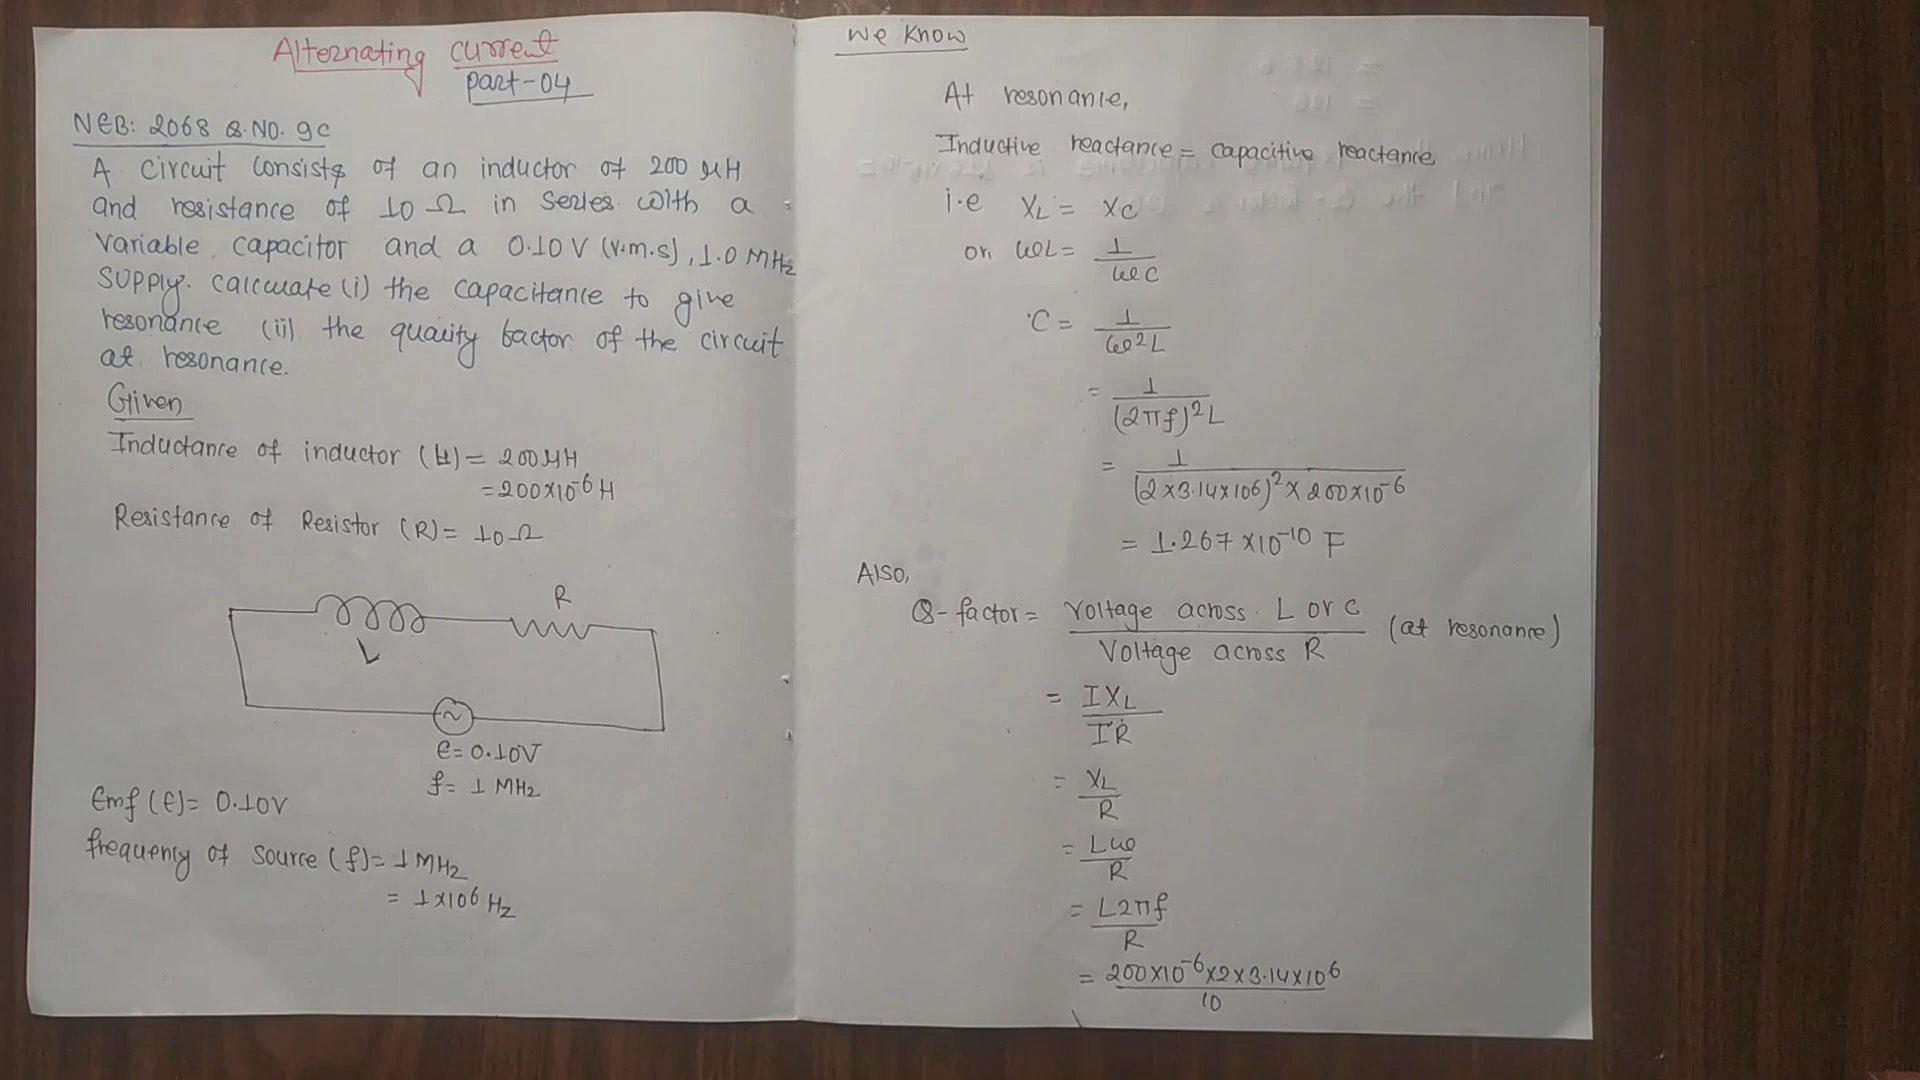 Alternating current
part-04
NEB: 2068 Q.NO. 9c
A circuit consists of an inductor of 200 μH
and resistance of 10 Ω in series with a
variable capacitor and a 0.10 V (r.m.s), 1.0 MHz
supply. calculate (i) the capacitance to give
resonance (ii) the quality factor of the circuit
at resonance.
Given
Inductance of inductor (L) = 200 μH
= 200×10⁻⁶ H
Resistance of Resistor (R) = 10 Ω
R
L
E = 0.10V
f = 1 MHz
Emf (E) = 0.10V
frequency of source (f) = 1 MHz
= 1×10⁶ Hz
we know
At resonance,
Inductive reactance = capacitive reactance
i.e XL = XC
or, ωL = 1
ωC
C = 1
ω²L
= 1
(2πf)²L
= 1
(2×3.14×10⁶)² × 200×10⁻⁶
= 1.267 ×10⁻¹⁰ F
Also,
Q-factor = voltage across L or C (at resonance)
Voltage across R
= IXL
IR
= XL
R
= Lω
R
= L2πf
R
= 200×10⁻⁶×2×3.14×10⁶
10